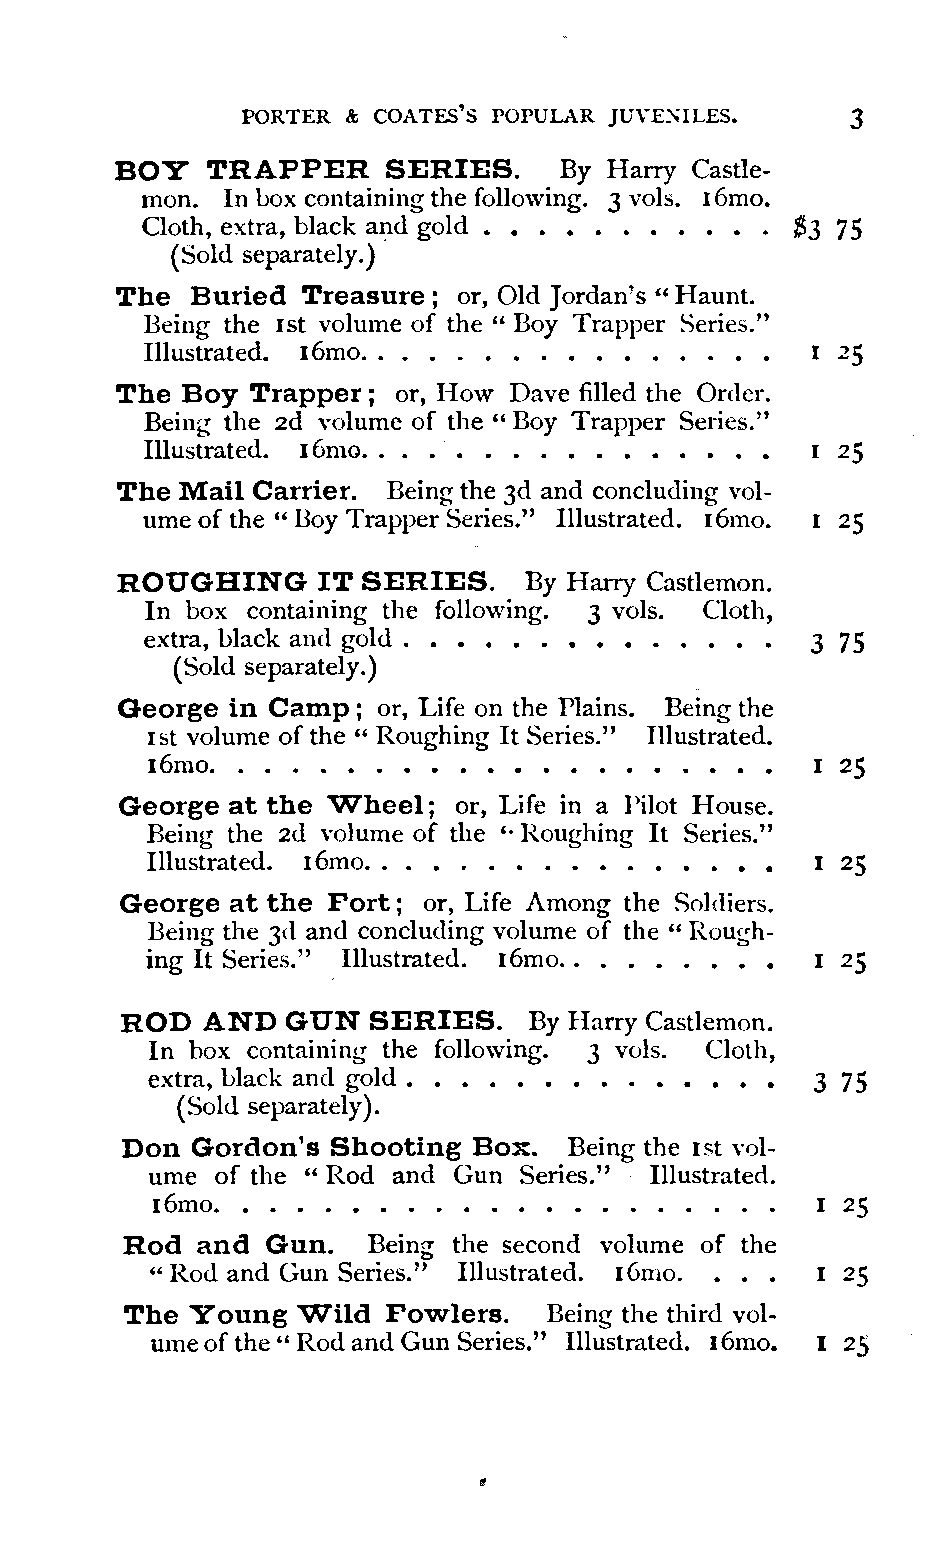 PORTER & COATES'S POPULAR JUVENILES. 3
BOY TRAPPER SERIES. By Harry Castle-
mon. In box containing the following. 3 vols. 16mo.
Cloth, extra, black and gold . . . . . . . . . . . $3 75
(Sold separately.)
The Buried Treasure; or, Old Jordan's "Haunt.
Being the 1st volume of the "Boy Trapper Series."
Illustrated. 16mo. . . . . . . . . . . . . . . . 1 25
The Boy Trapper; or, How Dave filled the Order.
Being the 2d volume of the "Boy Trapper Series."
Illustrated. 16mo. . . . . . . . . . . . . . . . 1 25
The Mail Carrier. Being the 3d and concluding vol-
ume of the "Boy Trapper Series." Illustrated. 16mo. 1 25
ROUGHING IT SERIES. By Harry Castlemon.
In box containing the following. 3 vols. Cloth,
extra, black and gold . . . . . . . . . . . . . . 3 75
(Sold separately.)
George in Camp; or, Life on the Plains. Being the
1st volume of the "Roughing It Series." Illustrated.
16mo. . . . . . . . . . . . . . . . . . . . . 1 25
George at the Wheel; or, Life in a Pilot House.
Being the 2d volume of the "Roughing It Series."
Illustrated. 16mo. . . . . . . . . . . . . . . . 1 25
George at the Fort; or, Life Among the Soldiers.
Being the 3d and concluding volume of the "Rough-
ing It Series." Illustrated. 16mo. . . . . . . . . 1 25
ROD AND GUN SERIES. By Harry Castlemon.
In box containing the following. 3 vols. Cloth,
extra, black and gold . . . . . . . . . . . . . . 3 75
(Sold separately).
Don Gordon's Shooting Box. Being the 1st vol-
ume of the "Rod and Gun Series." Illustrated.
16mo. . . . . . . . . . . . . . . . . . . . . 1 25
Rod and Gun. Being the second volume of the
"Rod and Gun Series." Illustrated. 16mo. . . . 1 25
The Young Wild Fowlers. Being the third vol-
ume of the "Rod and Gun Series." Illustrated. 16mo. 1 25